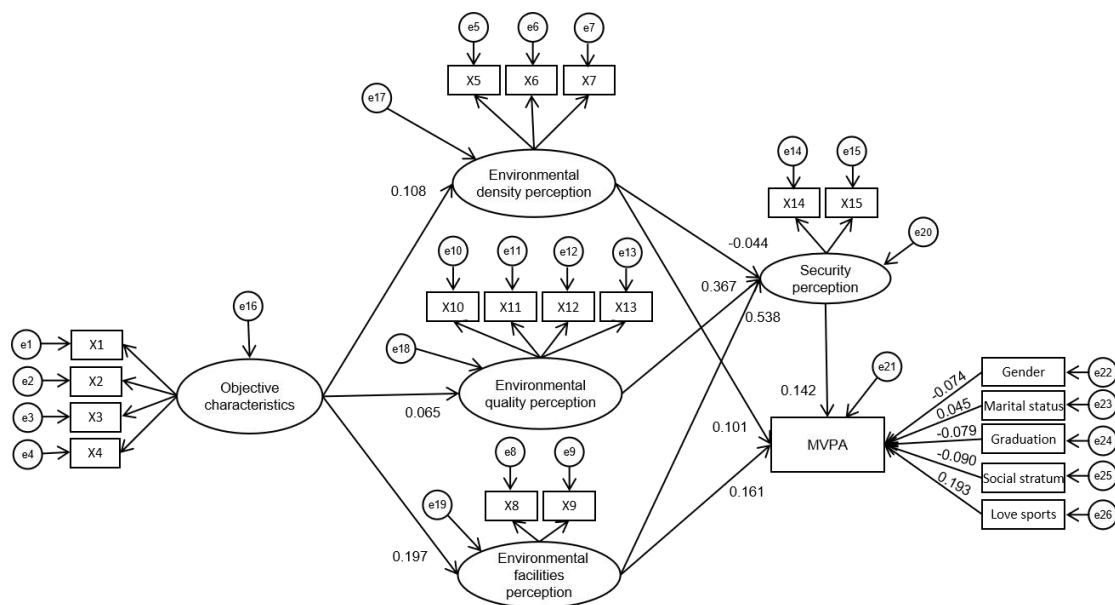 e5
e6
e7
X5
X6
X7
e17
Environmental
density perception
0.108
e14
e15
X14
X15
e20
-0.044
Security
perception
e10
e11
e12
e13
X10
X11
X12
X13
0.367
0.538
e16
e18
e1
X1
e2
X2
e3
X3
e4
X4
Objective
characteristics
Environmental
quality perception
0.065
0.142
e21
MVPA
0.101
0.161
-0.074
0.045
-0.079
-0.090
0.193
Gender
e22
Marital status
e23
Graduation
e24
Social stratum
e25
Love sports
e26
e8
e9
X8
X9
e19
0.197
Environmental
facilities
perception